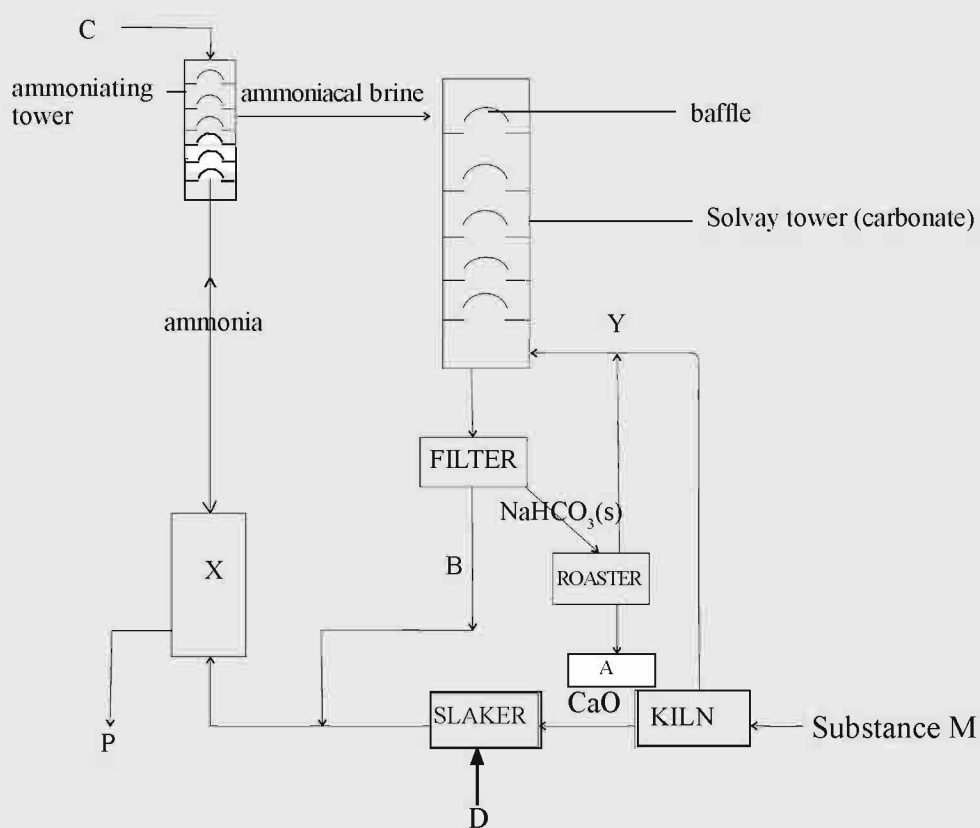 C
ammoniating
tower
ammoniacal brine
baffle
Solvay tower (carbonate)
ammonia
Y
FILTER
NaHCO₃(s)
X
B
ROASTER
A
CaO
SLAKER
KILN
Substance M
P
D